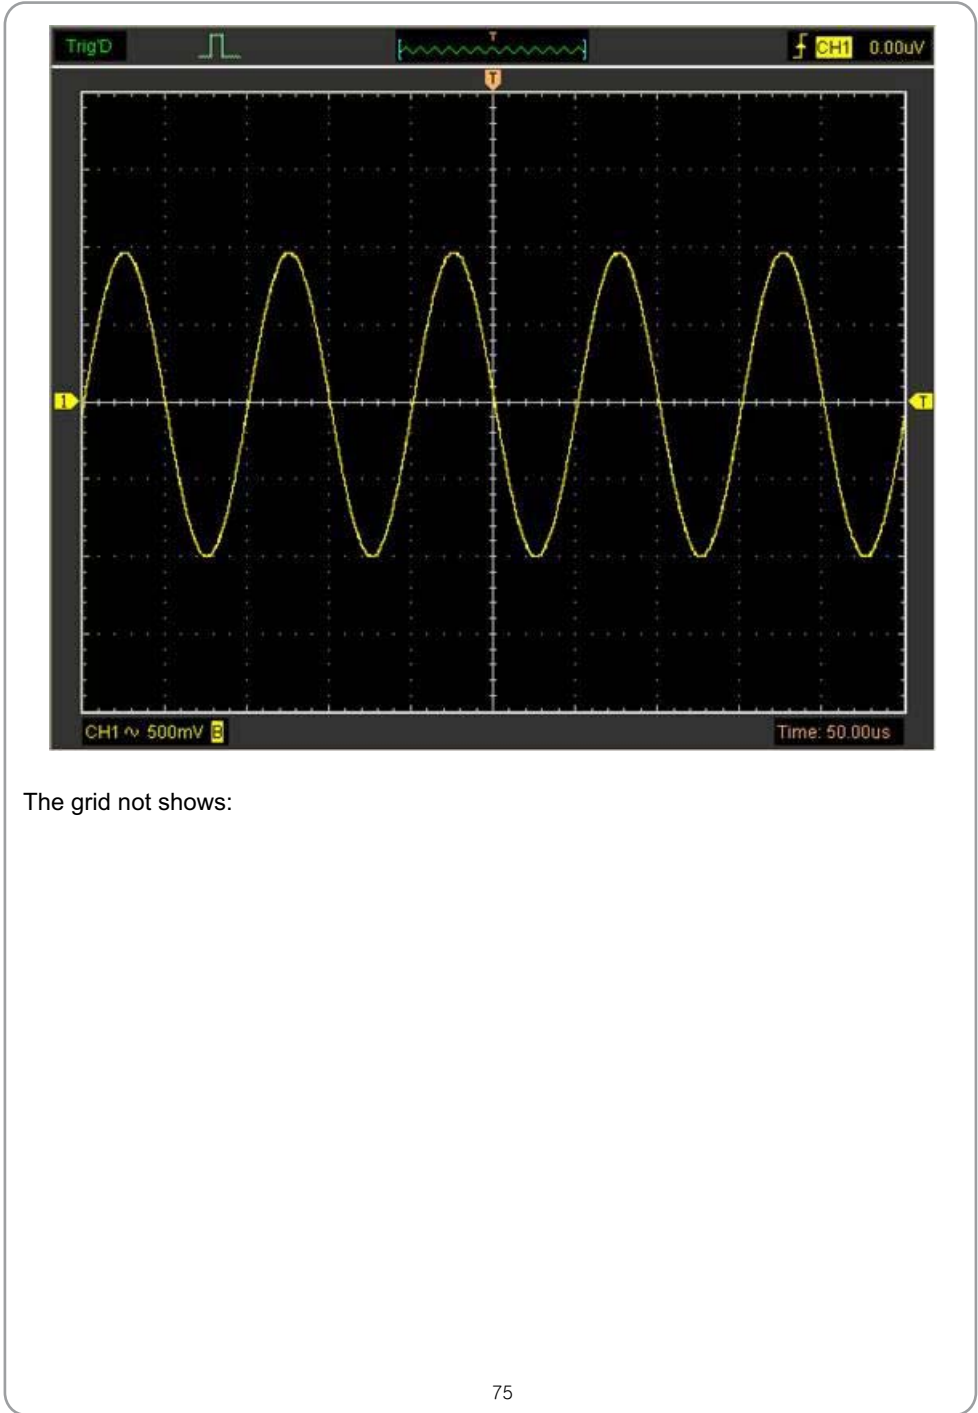 Trig'D T CH1 0.00uV
T
1 T
CH1 ∿ 500mV B Time: 50.00us
The grid not shows:
75